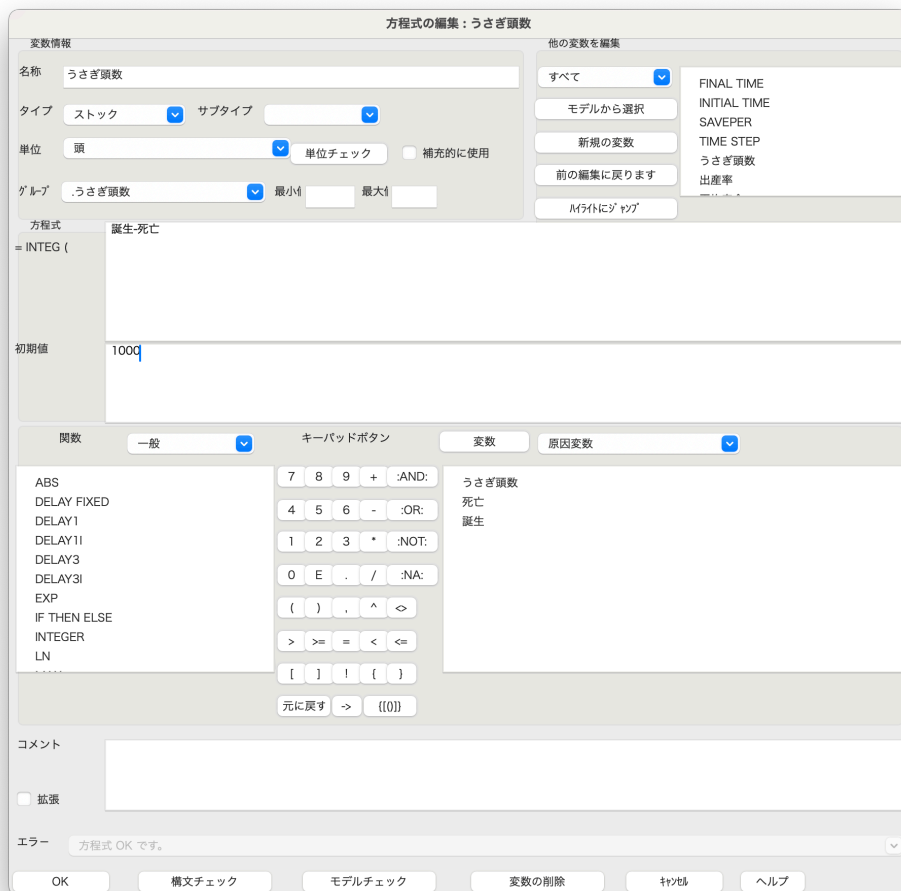 方程式の編集：うさぎ頭数
変数情報
名称 うさぎ頭数
タイプ ストック サブタイプ
単位 頭 単位チェック 補充的に使用
ｸﾞﾙｰﾌﾟ .うさぎ頭数 最小 最大
他の変数を編集
すべて
モデルから選択
新規の変数
前の編集に戻ります
ﾊｲﾗｲﾄにｼﾞｬﾝﾌﾟ
FINAL TIME
INITIAL TIME
SAVEPER
TIME STEP
うさぎ頭数
出産率
方程式
= INTEG (
誕生-死亡
初期値
1000
関数 一般
キーパッドボタン
変数 原因変数
ABS
DELAY FIXED
DELAY1
DELAY1I
DELAY3
DELAY3I
EXP
IF THEN ELSE
INTEGER
LN
7 8 9 + :AND:
4 5 6 - :OR:
1 2 3 * :NOT:
0 E . / :NA:
( ) , ^ <>
> >= = < <=
[ ] ! { }
元に戻す -> {[()]}
うさぎ頭数
死亡
誕生
コメント
拡張
エラー 方程式 OK です。
OK 構文チェック モデルチェック 変数の削除 ｷｬﾝｾﾙ ヘルプ